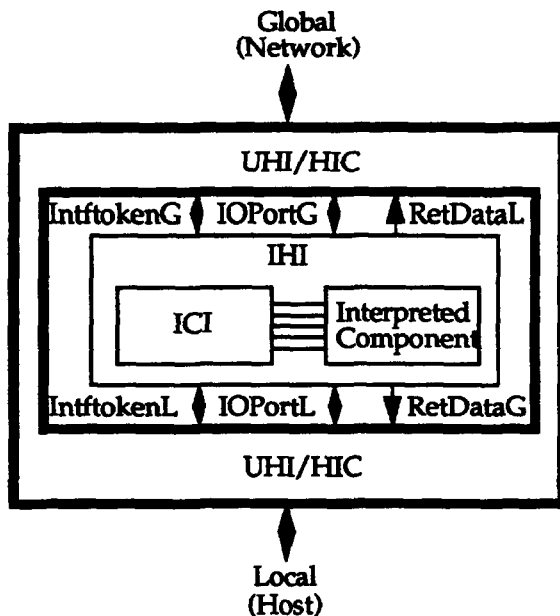 Global
(Network)
UHI/HIC
IntftokenG IOPortG RetDataL
IHI
ICI
Interpreted
Component
IntftokenL IOPortL RetDataG
UHI/HIC
Local
(Host)